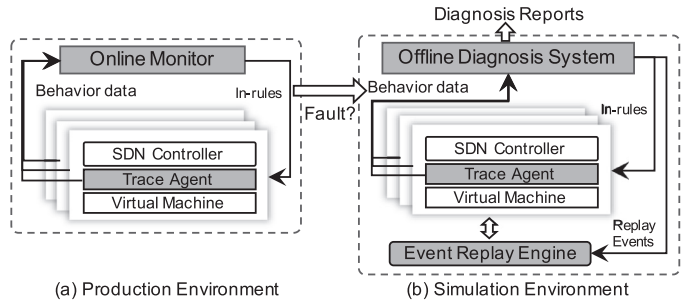 Diagnosis Reports
Online Monitor
Behavior data
In-rules
SDN Controller
Trace Agent
Virtual Machine
Fault?
Offline Diagnosis System
Behavior data
In-rules
SDN Controller
Trace Agent
Virtual Machine
Replay
Events
Event Replay Engine
(a) Production Environment
(b) Simulation Environment